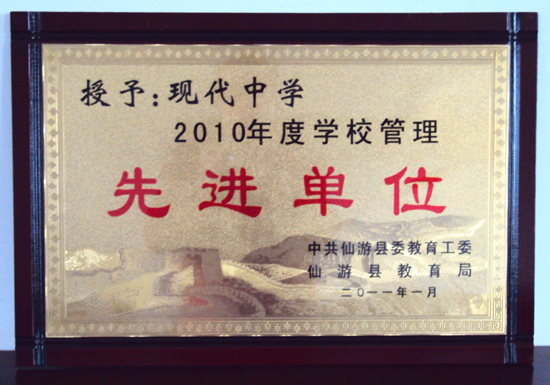 授予：现代中学
2010年度学校管理
先进单位
中共仙游县委教育工委
仙游县教育局
二〇一一年一月